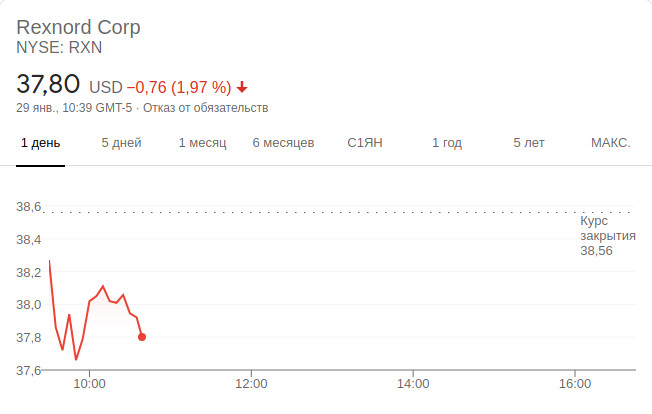 Rexnord Corp
NYSE: RXN
37,80 USD −0,76 (1,97 %)
29 янв., 10:39 GMT-5 · Отказ от обязательств
1 день 5 дней 1 месяц 6 месяцев С1ЯН 1 год 5 лет МАКС.
38,6
Курс
закрытия
38,56
38,4
38,2
38,0
37,8
37,6
10:00 12:00 14:00 16:00